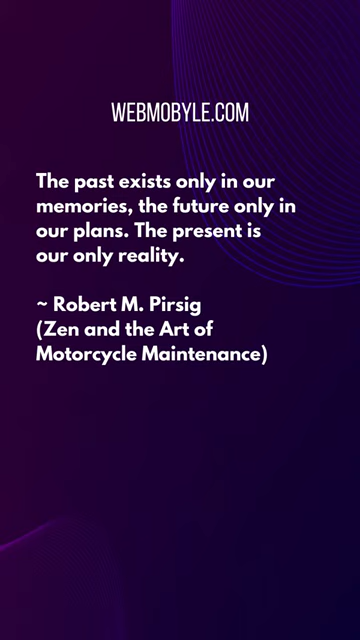 WEBMOBYLE.COM
The past exists only in our
memories, the future only in
our plans. The present is
our only reality.
~ Robert M. Pirsig
(Zen and the Art of
Motorcycle Maintenance)